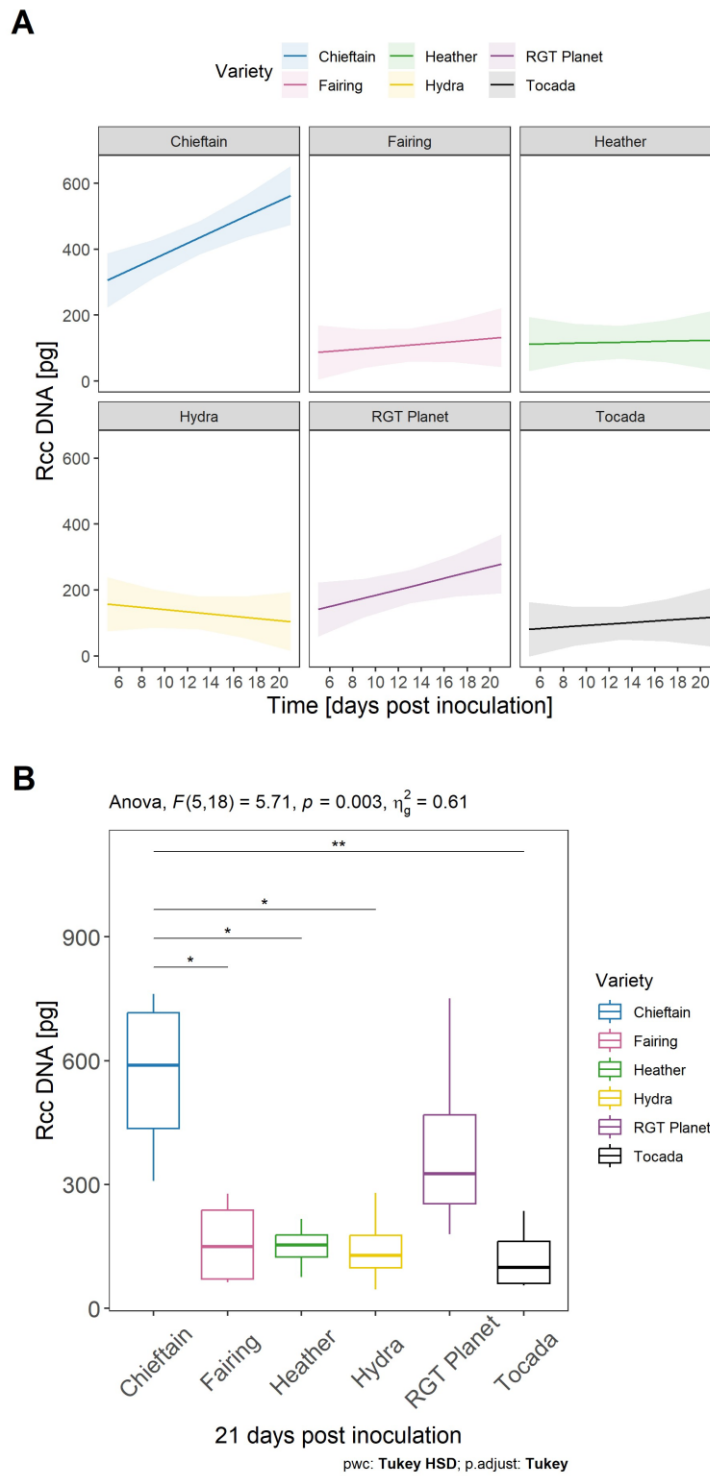 A
Variety
Chieftain Heather RGT Planet
Fairing Hydra Tocada
Chieftain Fairing Heather
600
400
200
0
Rcc DNA [pg]
Hydra RGT Planet Tocada
600
400
200
0
6 8 10 12 14 16 18 20 6 8 10 12 14 16 18 20 6 8 10 12 14 16 18 20
Time [days post inoculation]
B
Anova, F(5,18) = 5.71, p = 0.003, η²g = 0.61
**
*
*
*
900
600
300
0
Rcc DNA [pg]
Variety
Chieftain
Fairing
Heather
Hydra
RGT Planet
Tocada
Chieftain Fairing Heather Hydra RGT Planet Tocada
21 days post inoculation
pwc: Tukey HSD; p.adjust: Tukey